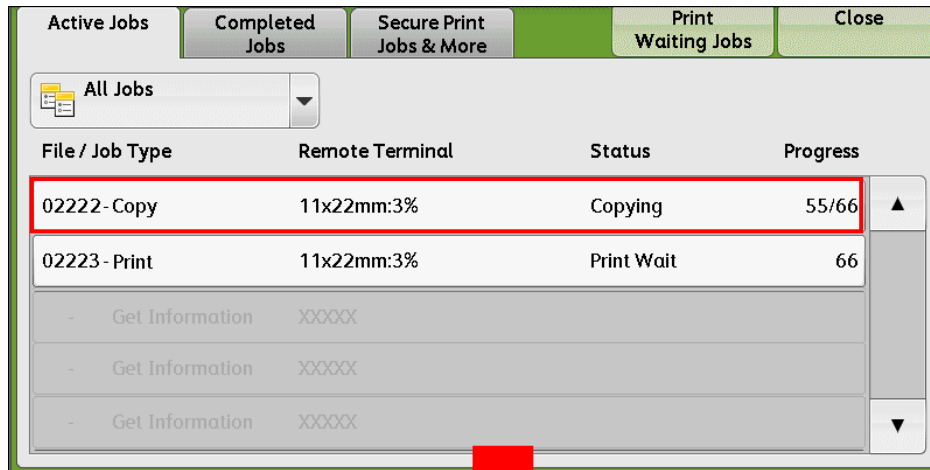 Active Jobs
Completed
Jobs
Secure Print
Jobs & More
Print
Waiting Jobs
Close
All Jobs
File / Job Type Remote Terminal Status Progress
02222- Copy 11x22mm:3% Copying 55/66
02223 - Print 11x22mm:3% Print Wait 66
- Get Information XXXXX
- Get Information XXXXX
- Get Information XXXXX